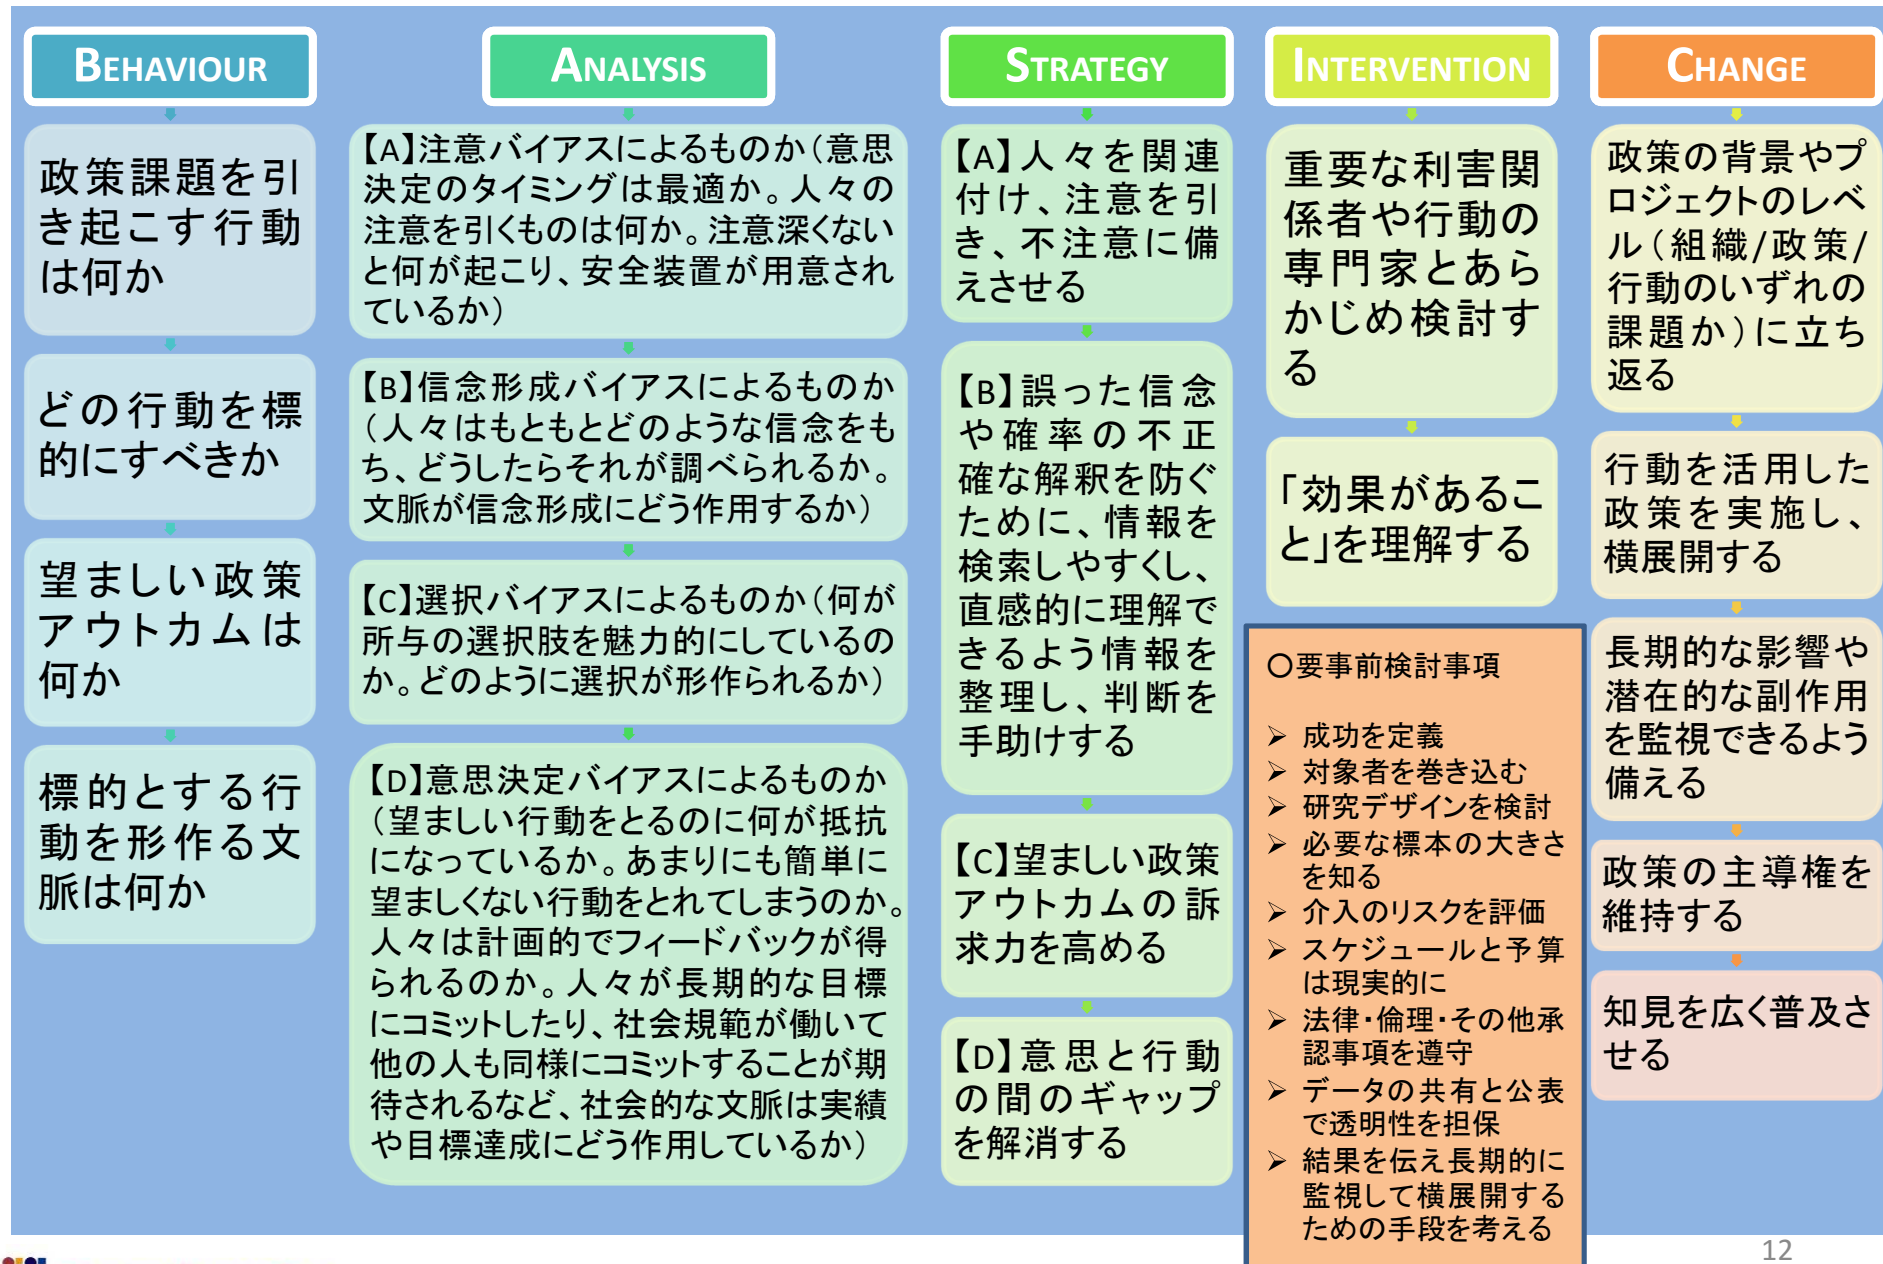 BEHAVIOUR
政策課題を引
き起こす行動
は何か
どの行動を標
的にすべきか
望ましい政策
アウトカムは
何か
標的とする行
動を形作る文
脈は何か
ANALYSIS
【A】注意バイアスによるものか（意思
決定のタイミングは最適か。人々の
注意を引くものは何か。注意深くない
と何が起こり、安全装置が用意され
ているか）
【B】信念形成バイアスによるものか
（人々はもともとどのような信念をも
ち、どうしたらそれが調べられるか。
文脈が信念形成にどう作用するか）
【C】選択バイアスによるものか（何が
所与の選択肢を魅力的にしているの
か。どのように選択が形作られるか）
【D】意思決定バイアスによるものか
（望ましい行動をとるのに何が抵抗
になっているか。あまりにも簡単に
望ましくない行動をとれてしまうのか。
人々は計画的でフィードバックが得
られるのか。人々が長期的な目標
にコミットしたり、社会規範が働いて
他の人も同様にコミットすることが期
待されるなど、社会的な文脈は実績
や目標達成にどう作用しているか）
STRATEGY
【A】人々を関連
付け、注意を引
き、不注意に備
えさせる
【B】誤った信念
や確率の不正
確な解釈を防ぐ
ために、情報を
検索しやすくし、
直感的に理解で
きるよう情報を
整理し、判断を
手助けする
【C】望ましい政策
アウトカムの訴
求力を高める
【D】意思と行動
の間のギャップ
を解消する
INTERVENTION
重要な利害関
係者や行動の
専門家とあら
かじめ検討す
る
「効果があるこ
と」を理解する
○要事前検討事項
➢ 成功を定義
➢ 対象者を巻き込む
➢ 研究デザインを検討
➢ 必要な標本の大きさ
を知る
➢ 介入のリスクを評価
➢ スケジュールと予算
は現実的に
➢ 法律・倫理・その他承
認事項を遵守
➢ データの共有と公表
で透明性を担保
➢ 結果を伝え長期的に
監視して横展開する
ための手段を考える
CHANGE
政策の背景やプ
ロジェクトのレベ
ル（組織/政策/
行動のいずれの
課題か）に立ち
返る
行動を活用した
政策を実施し、
横展開する
長期的な影響や
潜在的な副作用
を監視できるよう
備える
政策の主導権を
維持する
知見を広く普及さ
せる
12